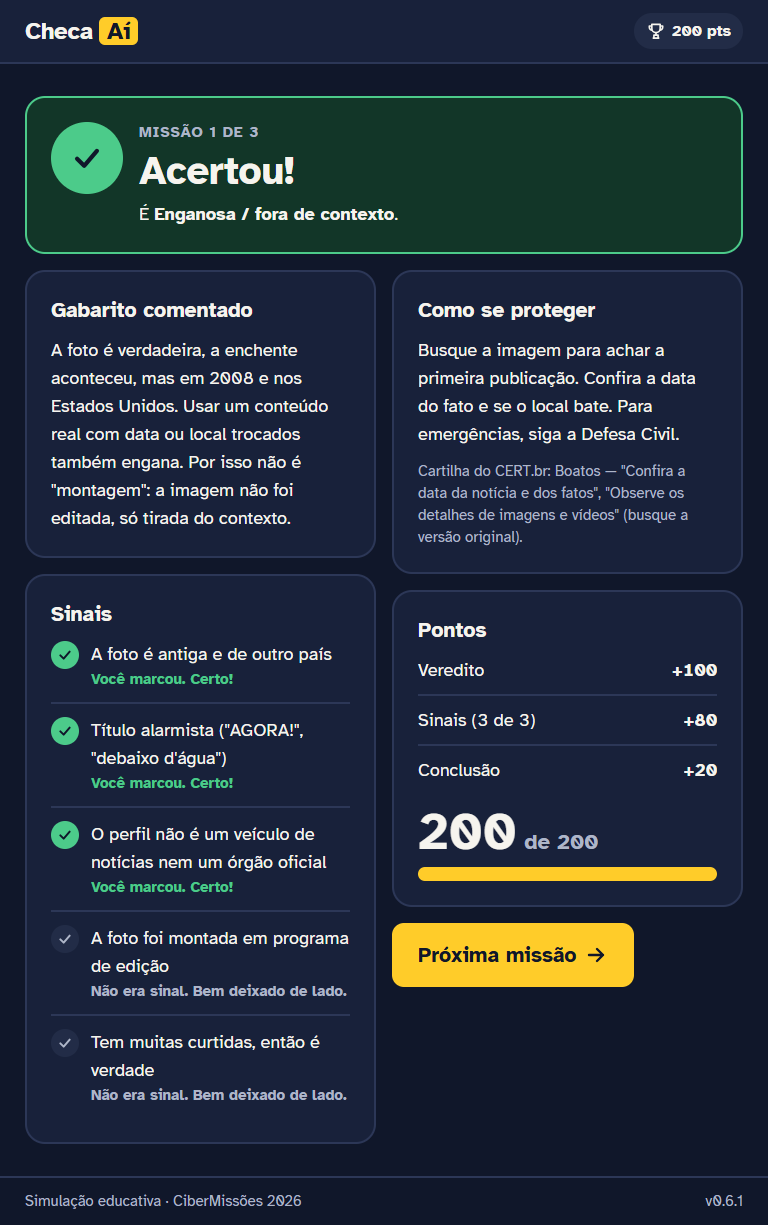 Checa Aí
200 pts
MISSÃO 1 DE 3
Acertou!
É Enganosa / fora de contexto.
Gabarito comentado
A foto é verdadeira, a enchente
aconteceu, mas em 2008 e nos
Estados Unidos. Usar um conteúdo
real com data ou local trocados
também engana. Por isso não é
"montagem": a imagem não foi
editada, só tirada do contexto.
Sinais
A foto é antiga e de outro país
Você marcou. Certo!
Título alarmista ("AGORA!",
"debaixo d'água")
Você marcou. Certo!
O perfil não é um veículo de
notícias nem um órgão oficial
Você marcou. Certo!
A foto foi montada em programa
de edição
Não era sinal. Bem deixado de lado.
Tem muitas curtidas, então é
verdade
Não era sinal. Bem deixado de lado.
Como se proteger
Busque a imagem para achar a
primeira publicação. Confira a data
do fato e se o local bate. Para
emergências, siga a Defesa Civil.
Cartilha do CERT.br: Boatos — "Confira a
data da notícia e dos fatos", "Observe os
detalhes de imagens e vídeos" (busque a
versão original).
Pontos
Veredito +100
Sinais (3 de 3) +80
Conclusão +20
200 de 200
Próxima missão →
Simulação educativa · CiberMissões 2026
v0.6.1